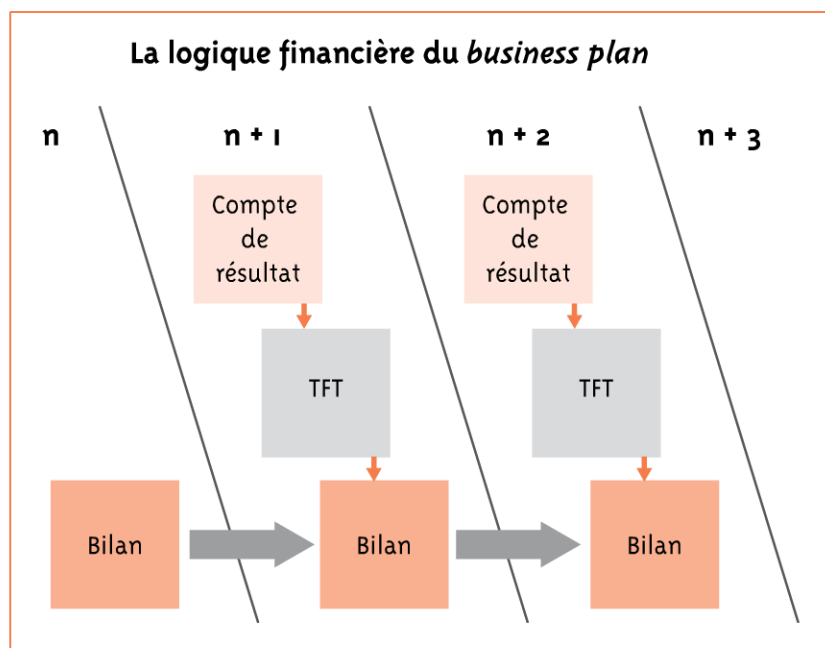 La logique financière du business plan
n
n + 1
n + 2
n + 3
Compte
de
résultat
Compte
de
résultat
TFT
TFT
Bilan
Bilan
Bilan